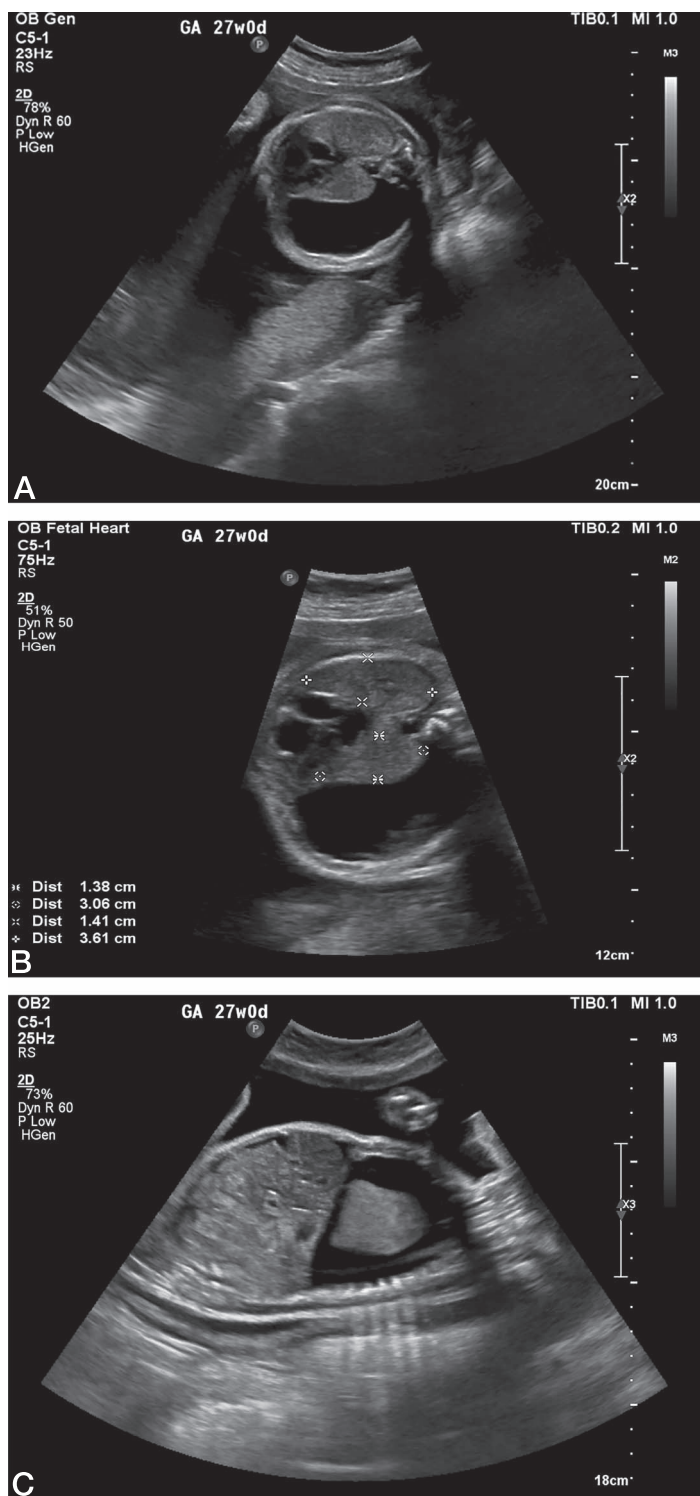 OB Gen
GA 27w0d
TIB0.1 MI 1.0
C5-1
23Hz
RS
P
M3
2D
78%
Dyn R 60
P Low
HGen
X2
20cm
A
OB Fetal Heart
GA 27w0d
TIB0.2 MI 1.0
C5-1
75Hz
RS
P
M2
2D
51%
Dyn R 50
P Low
HGen
X2
Dist 1.38 cm
Dist 3.06 cm
Dist 1.41 cm
Dist 3.61 cm
12cm
B
OB2
GA 27w0d
TIB0.1 MI 1.0
C5-1
25Hz
RS
P
M3
2D
73%
Dyn R 60
P Low
HGen
X3
18cm
C